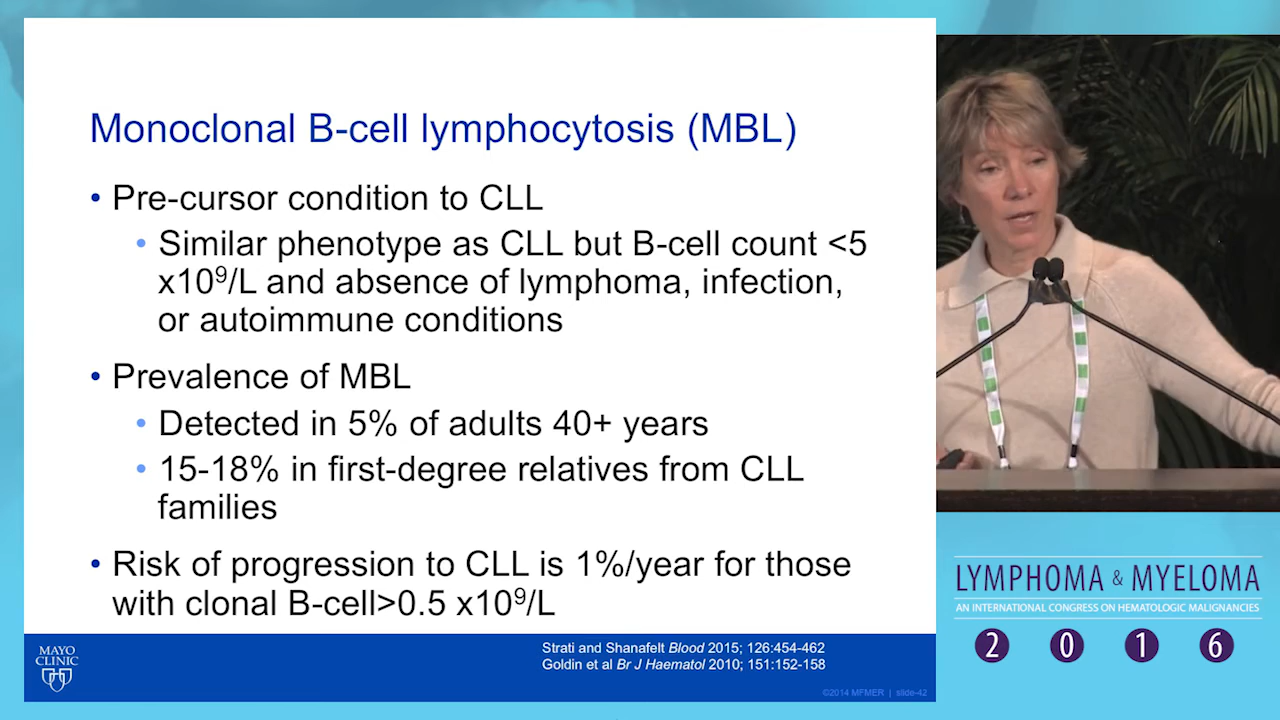 Monoclonal B-cell lymphocytosis (MBL)
• Pre-cursor condition to CLL
• Similar phenotype as CLL but B-cell count <5
x10⁹/L and absence of lymphoma, infection,
or autoimmune conditions
• Prevalence of MBL
• Detected in 5% of adults 40+ years
• 15-18% in first-degree relatives from CLL
families
• Risk of progression to CLL is 1%/year for those
with clonal B-cell>0.5 x10⁹/L
MAYO
CLINIC
Strati and Shanafelt Blood 2015; 126:454-462
Goldin et al Br J Haematol 2010; 151:152-158
©2014 MFMER | slide-42
LYMPHOMA & MYELOMA
AN INTERNATIONAL CONGRESS ON HEMATOLOGIC MALIGNANCIES
2 0 1 6